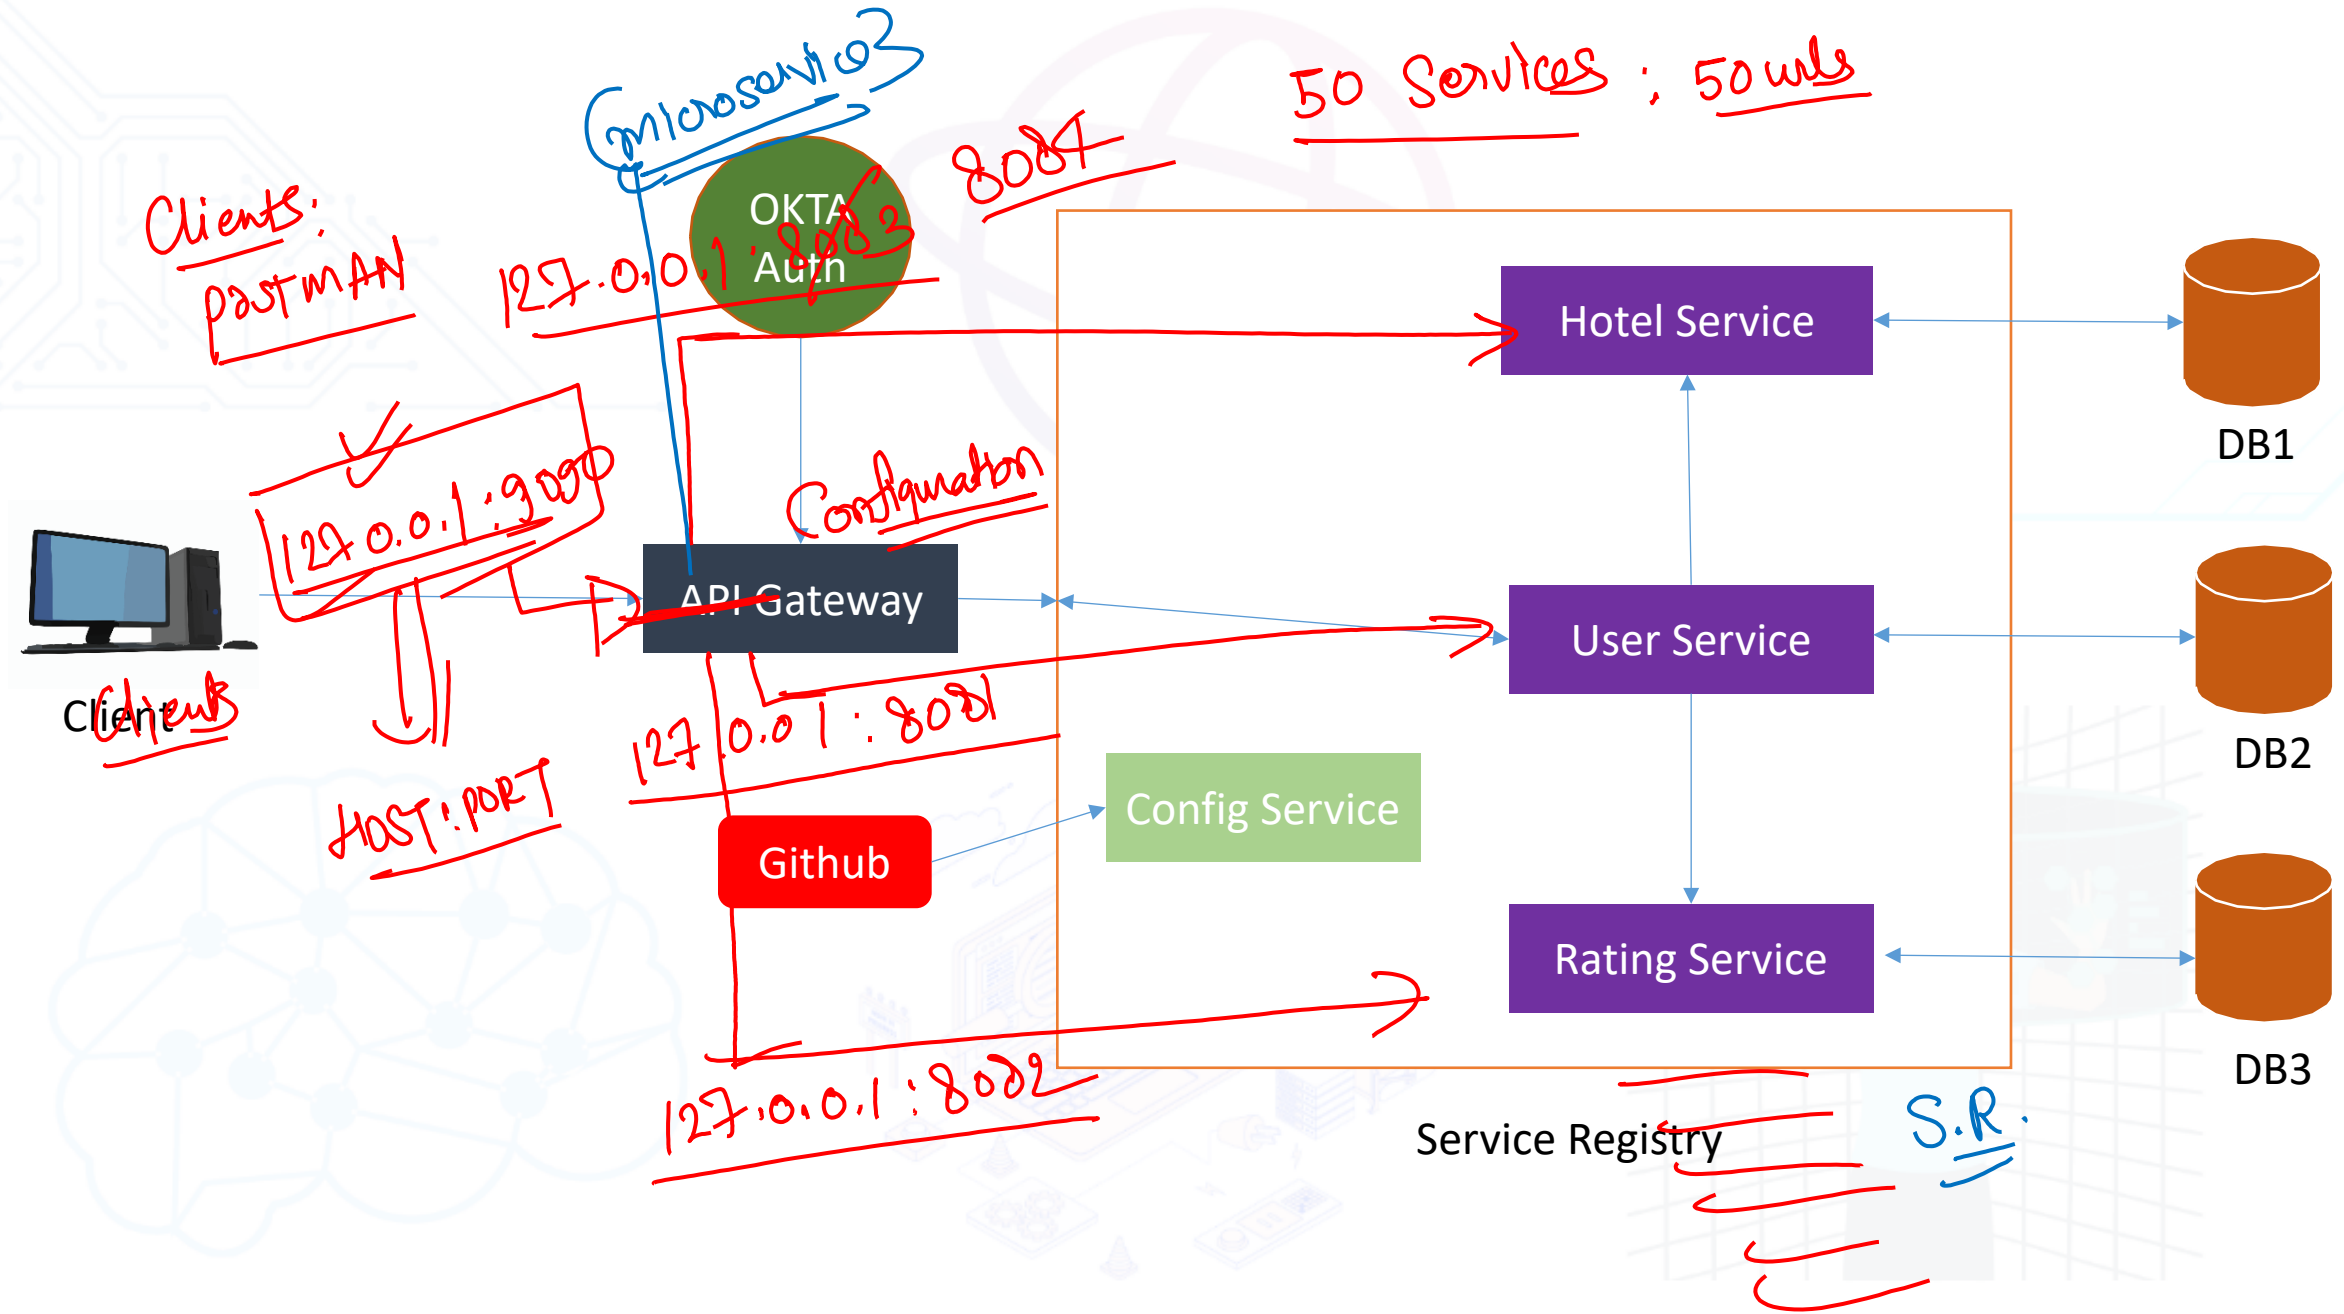 microservice
50 Services : 50 urls
8084
Clients:
POSTMAN
OKTA
Auth
127.0.0.1:8083
Hotel Service
DB1
Configuration
127.0.0.1:9090
API Gateway
User Service
Client
Clients
127.0.0.1:8081
DB2
HOST:PORT
Config Service
Github
Rating Service
127.0.0.1:8082
DB3
Service Registry
S.R.